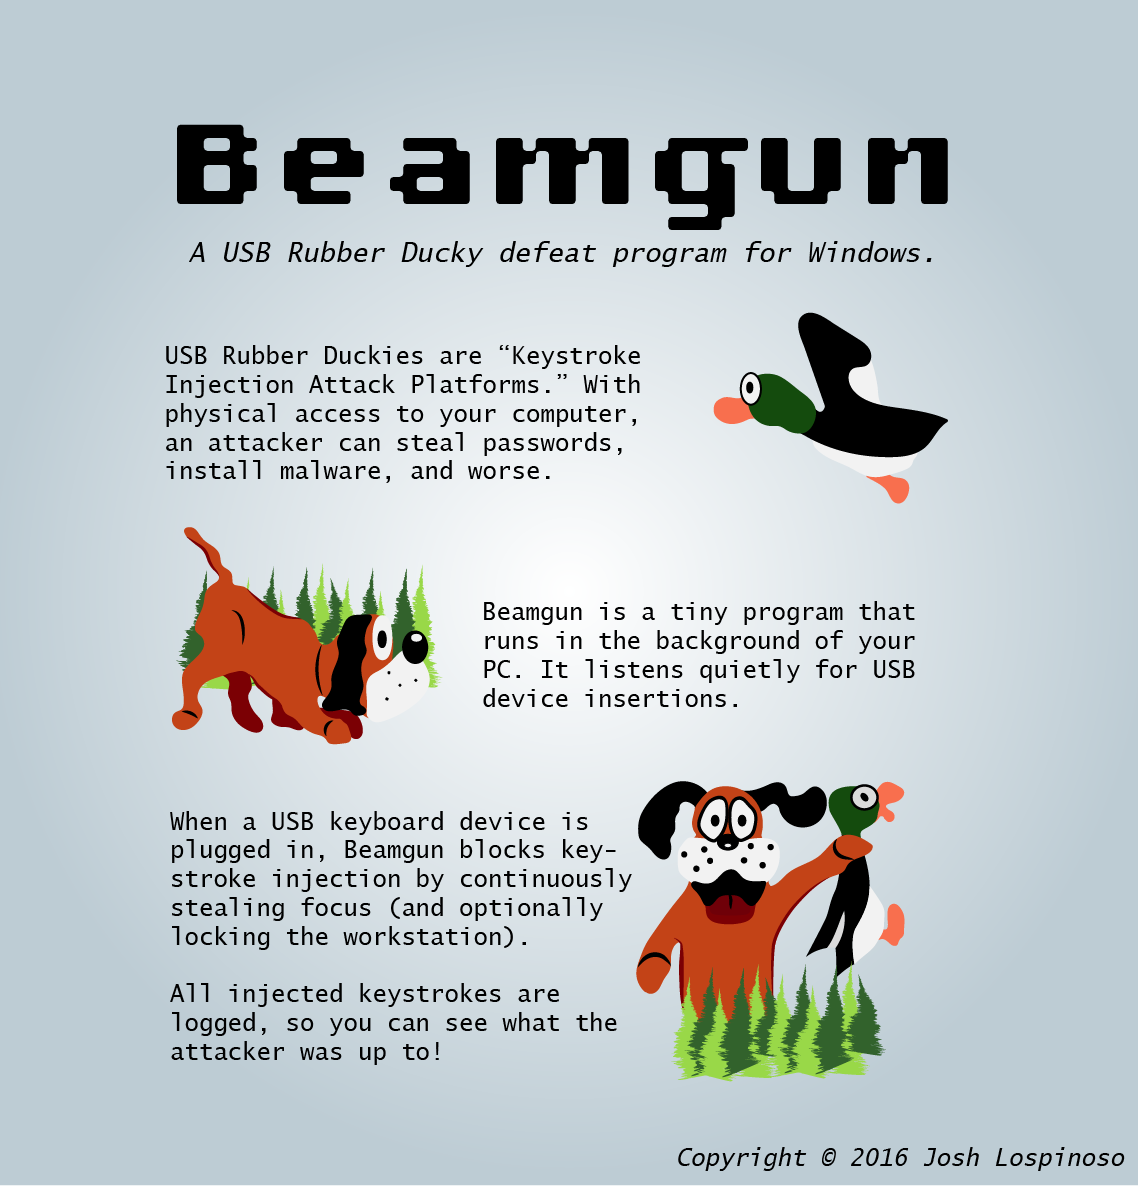 Beamgun
A USB Rubber Ducky defeat program for Windows.
USB Rubber Duckies are “Keystroke
Injection Attack Platforms.” With
physical access to your computer,
an attacker can steal passwords,
install malware, and worse.
Beamgun is a tiny program that
runs in the background of your
PC. It listens quietly for USB
device insertions.
When a USB keyboard device is
plugged in, Beamgun blocks key-
stroke injection by continuously
stealing focus (and optionally
locking the workstation).
All injected keystrokes are
logged, so you can see what the
attacker was up to!
Copyright © 2016 Josh Lospinoso